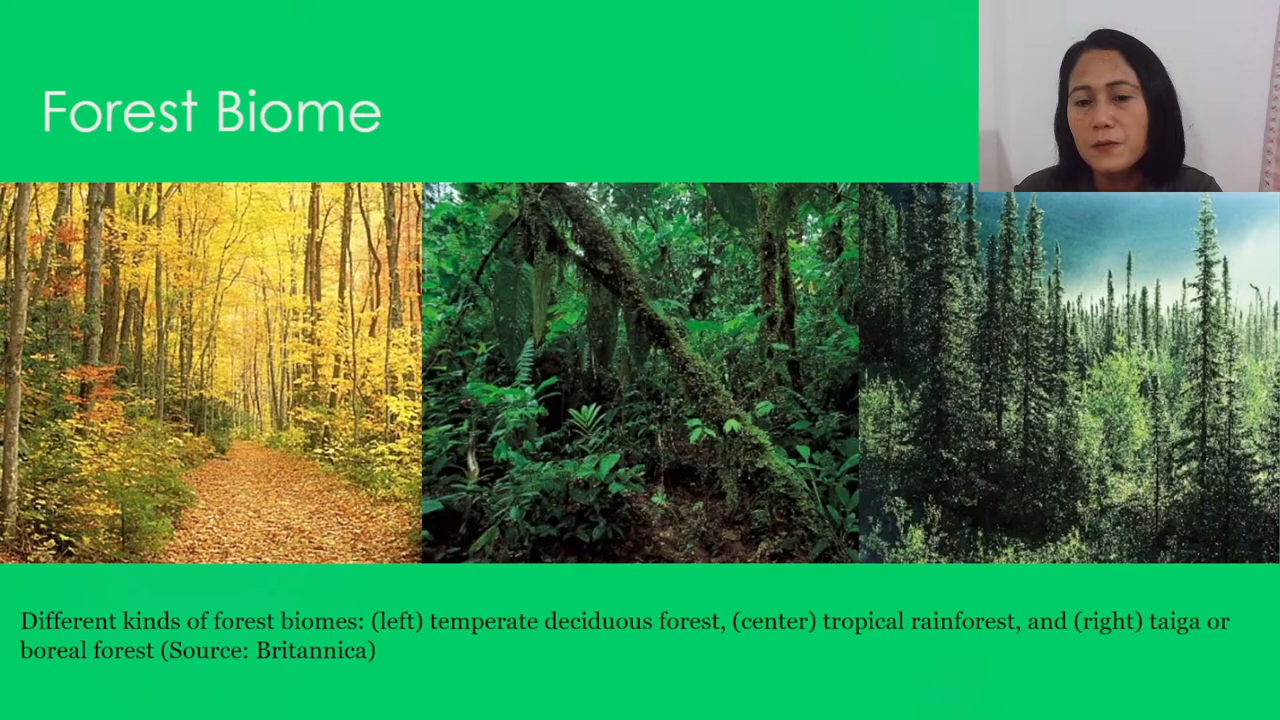 Forest Biome
Different kinds of forest biomes: (left) temperate deciduous forest, (center) tropical rainforest, and (right) taiga or
boreal forest (Source: Britannica)